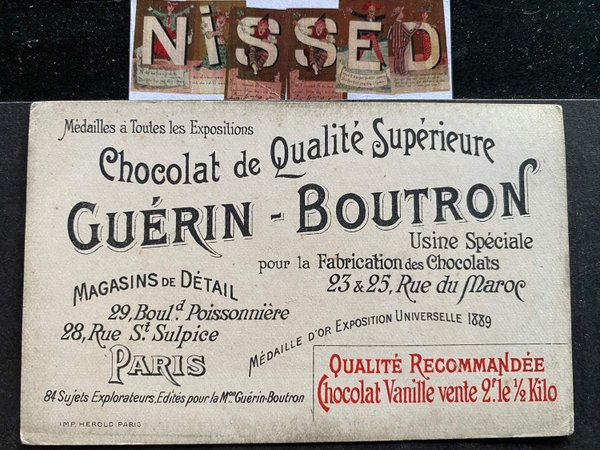 NiSSED
Médailles à Toutes les Expositions
Chocolat de Qualité Supérieure
GUÉRIN - BOUTRON
Usine Spéciale
pour la Fabrication des Chocolats
23 & 25, Rue du Maroc
MAGASINS DE DÉTAIL
29, Boul.d Poissonnière
28, Rue St. Sulpice
PARIS
MÉDAILLE D'OR EXPOSITION UNIVERSELLE 1889
84 Sujets Explorateurs, Edités pour la Mson Guérin-Boutron
QUALITÉ RECOMMANDÉE
Chocolat Vanille vente 2f. le ½ Kilo
IMP. HEROLD. PARIS